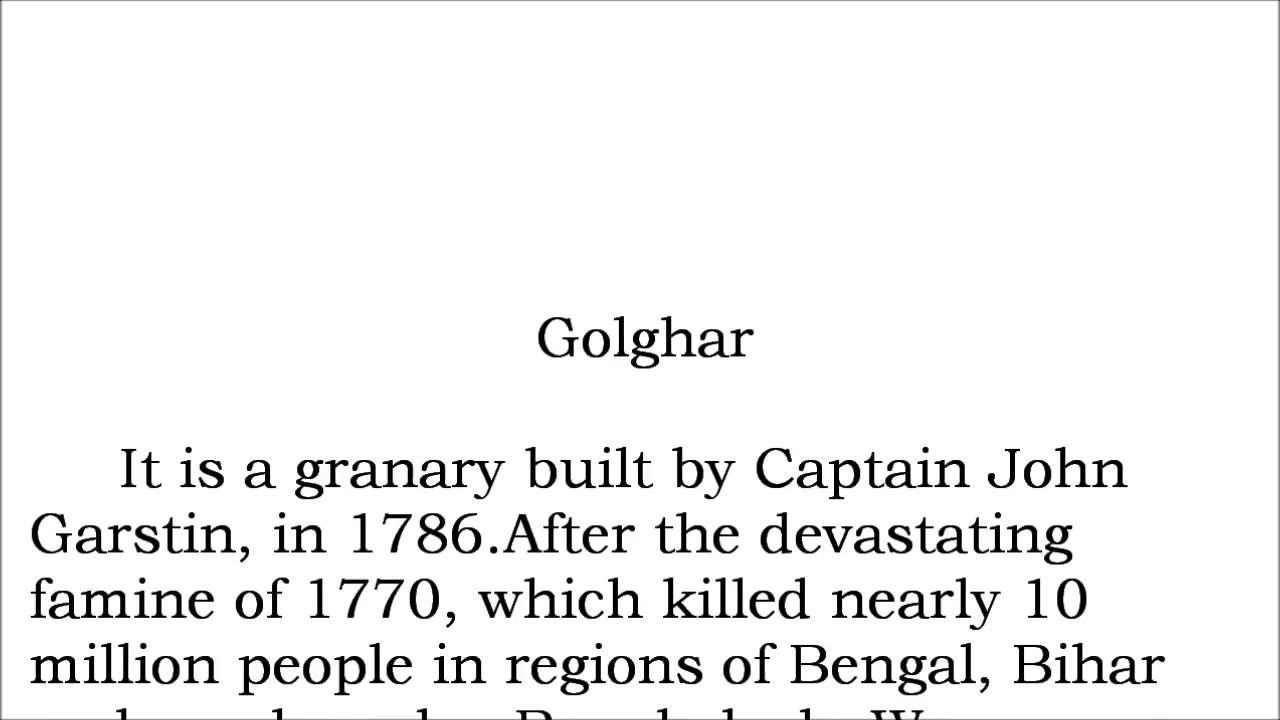 Golghar
It is a granary built by Captain John
Garstin, in 1786.After the devastating
famine of 1770, which killed nearly 10
million people in regions of Bengal, Bihar